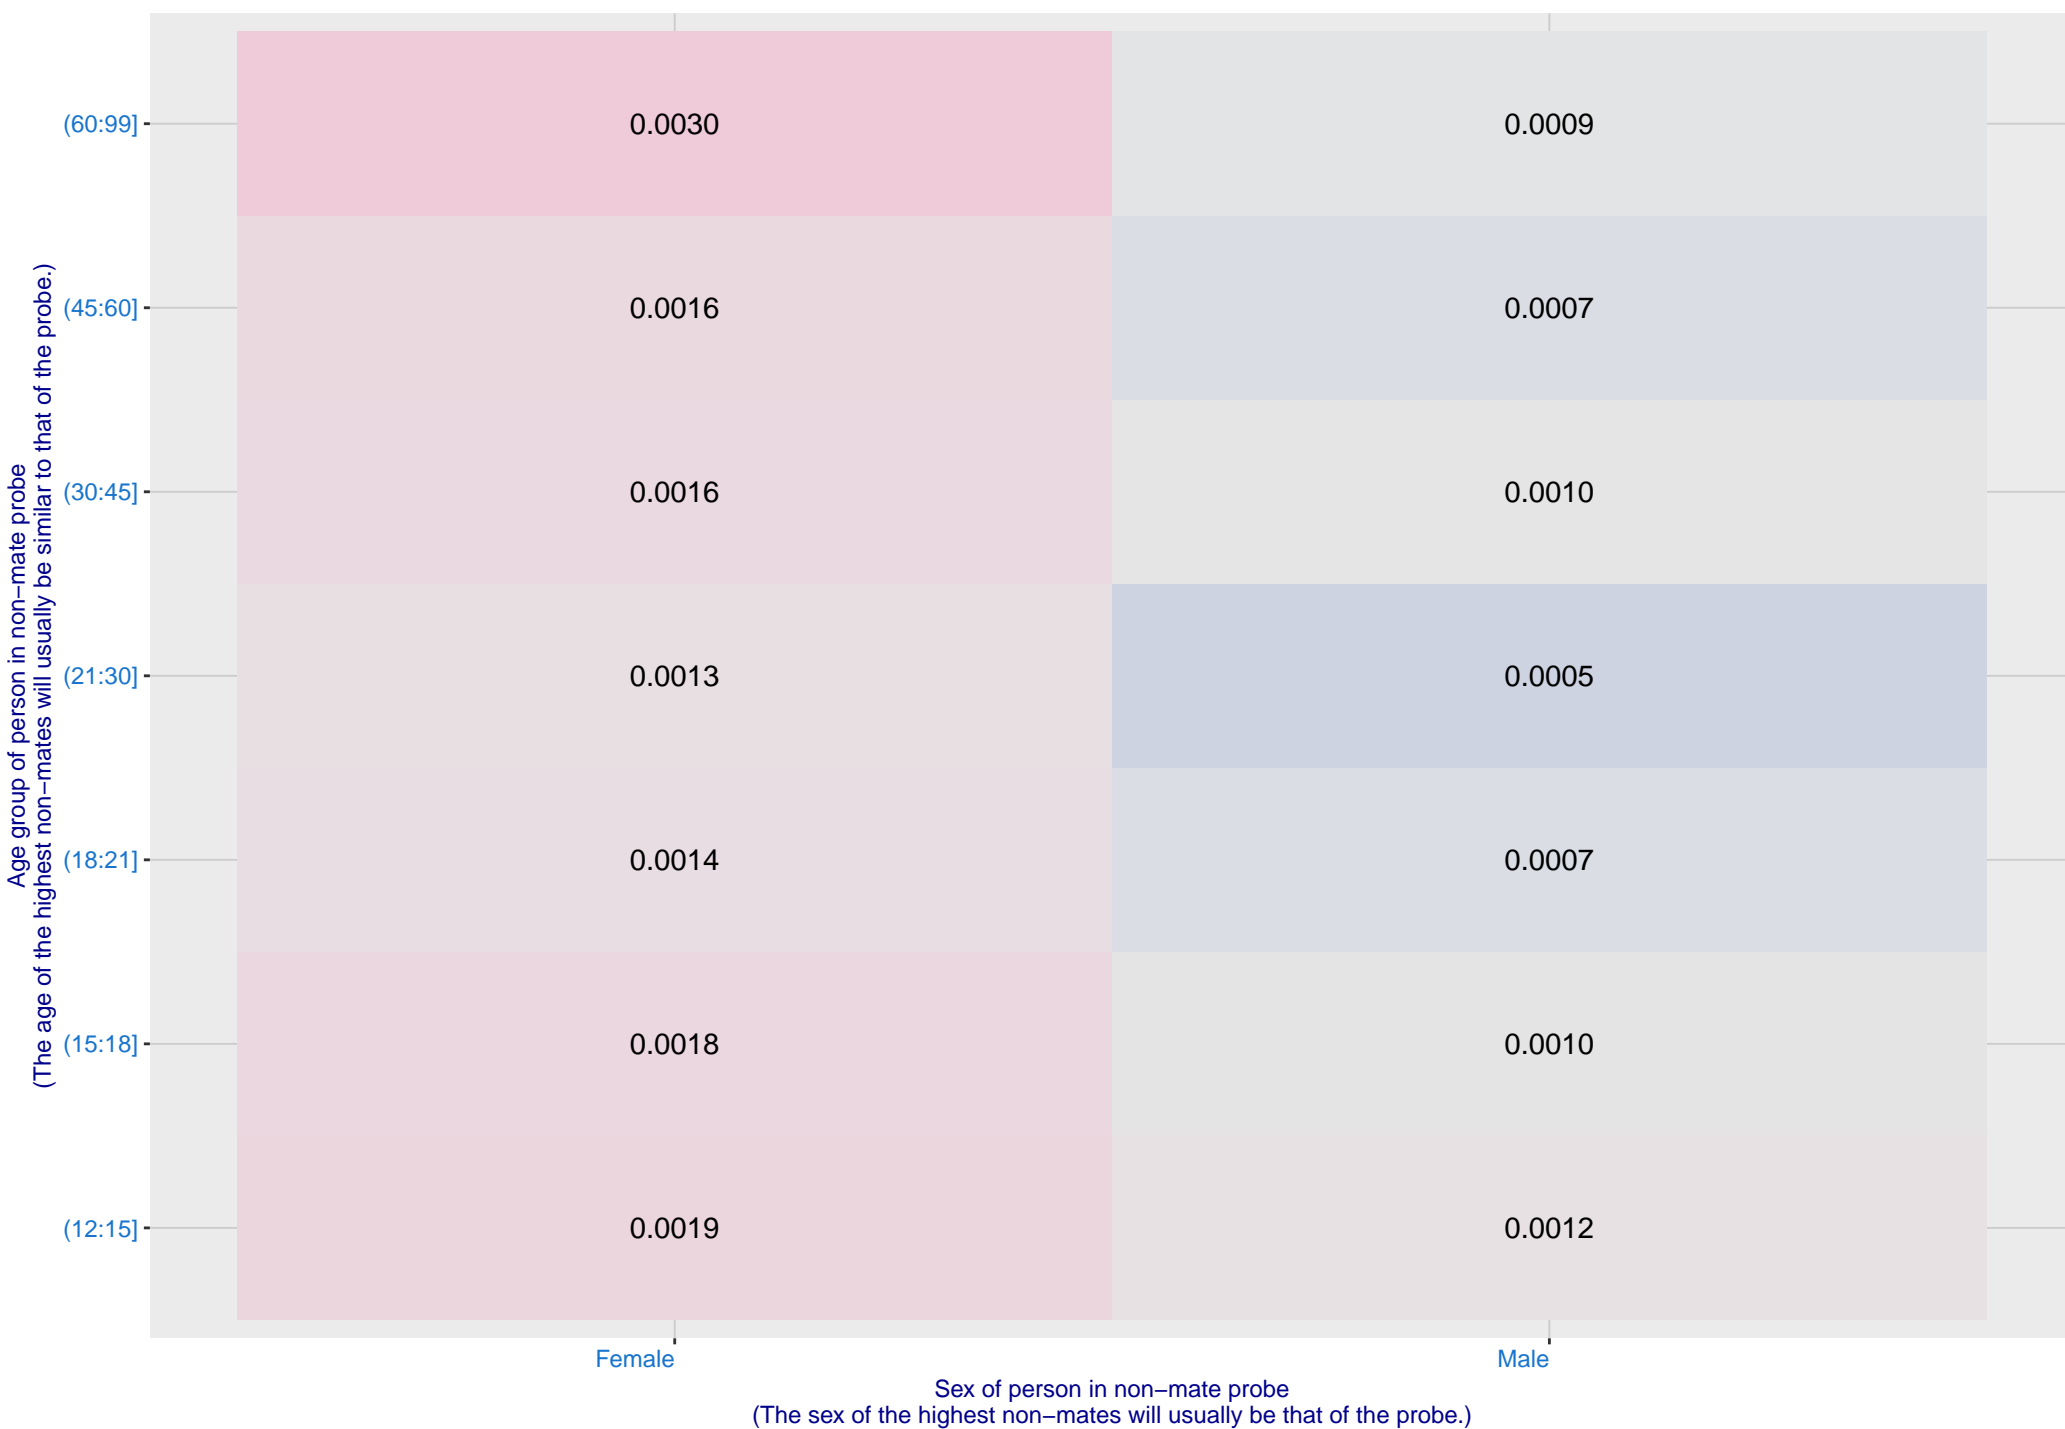 Age group of person in non−mate probe
(The age of the highest non−mates will usually be similar to that of the probe.)
(60:99] 0.0030 0.0009
(45:60] 0.0016 0.0007
(30:45] 0.0016 0.0010
(21:30] 0.0013 0.0005
(18:21] 0.0014 0.0007
(15:18] 0.0018 0.0010
(12:15] 0.0019 0.0012
Female Male
Sex of person in non−mate probe
(The sex of the highest non−mates will usually be that of the probe.)